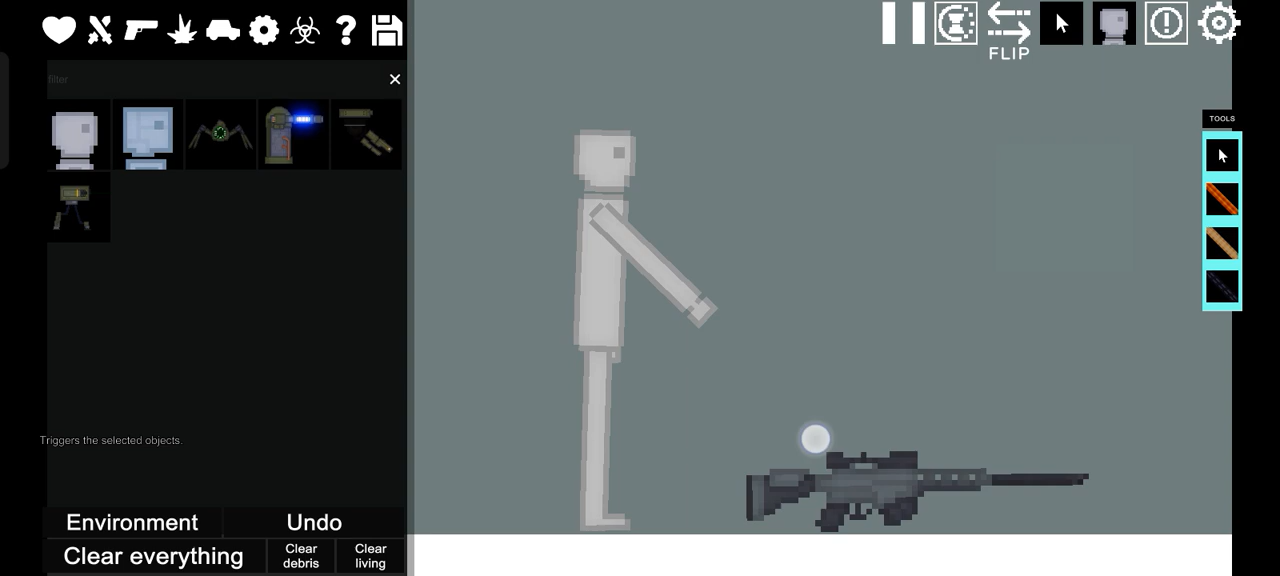 FLIP
filter
TOOLS
Triggers the selected objects.
Environment
Undo
Clear everything
Clear
debris
Clear
living